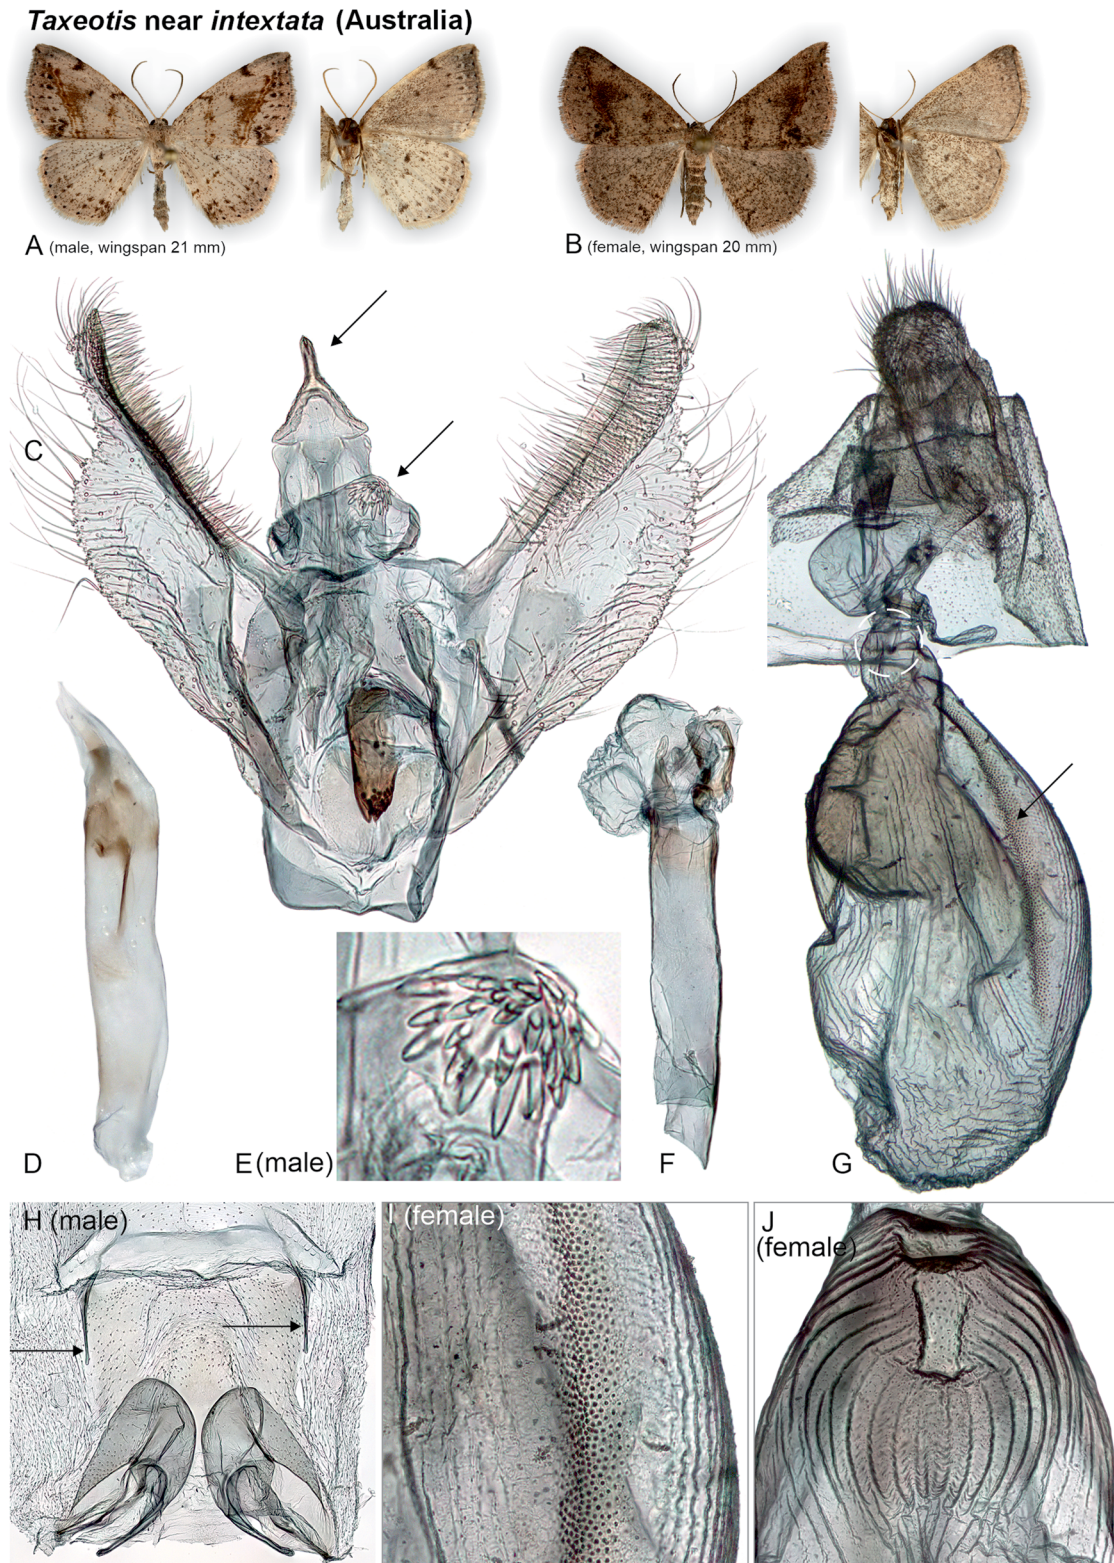 Taxeotis near intextata (Australia)
A (male, wingspan 21 mm)
B (female, wingspan 20 mm)
C
D
E (male)
F
G
H (male)
I (female)
J
(female)